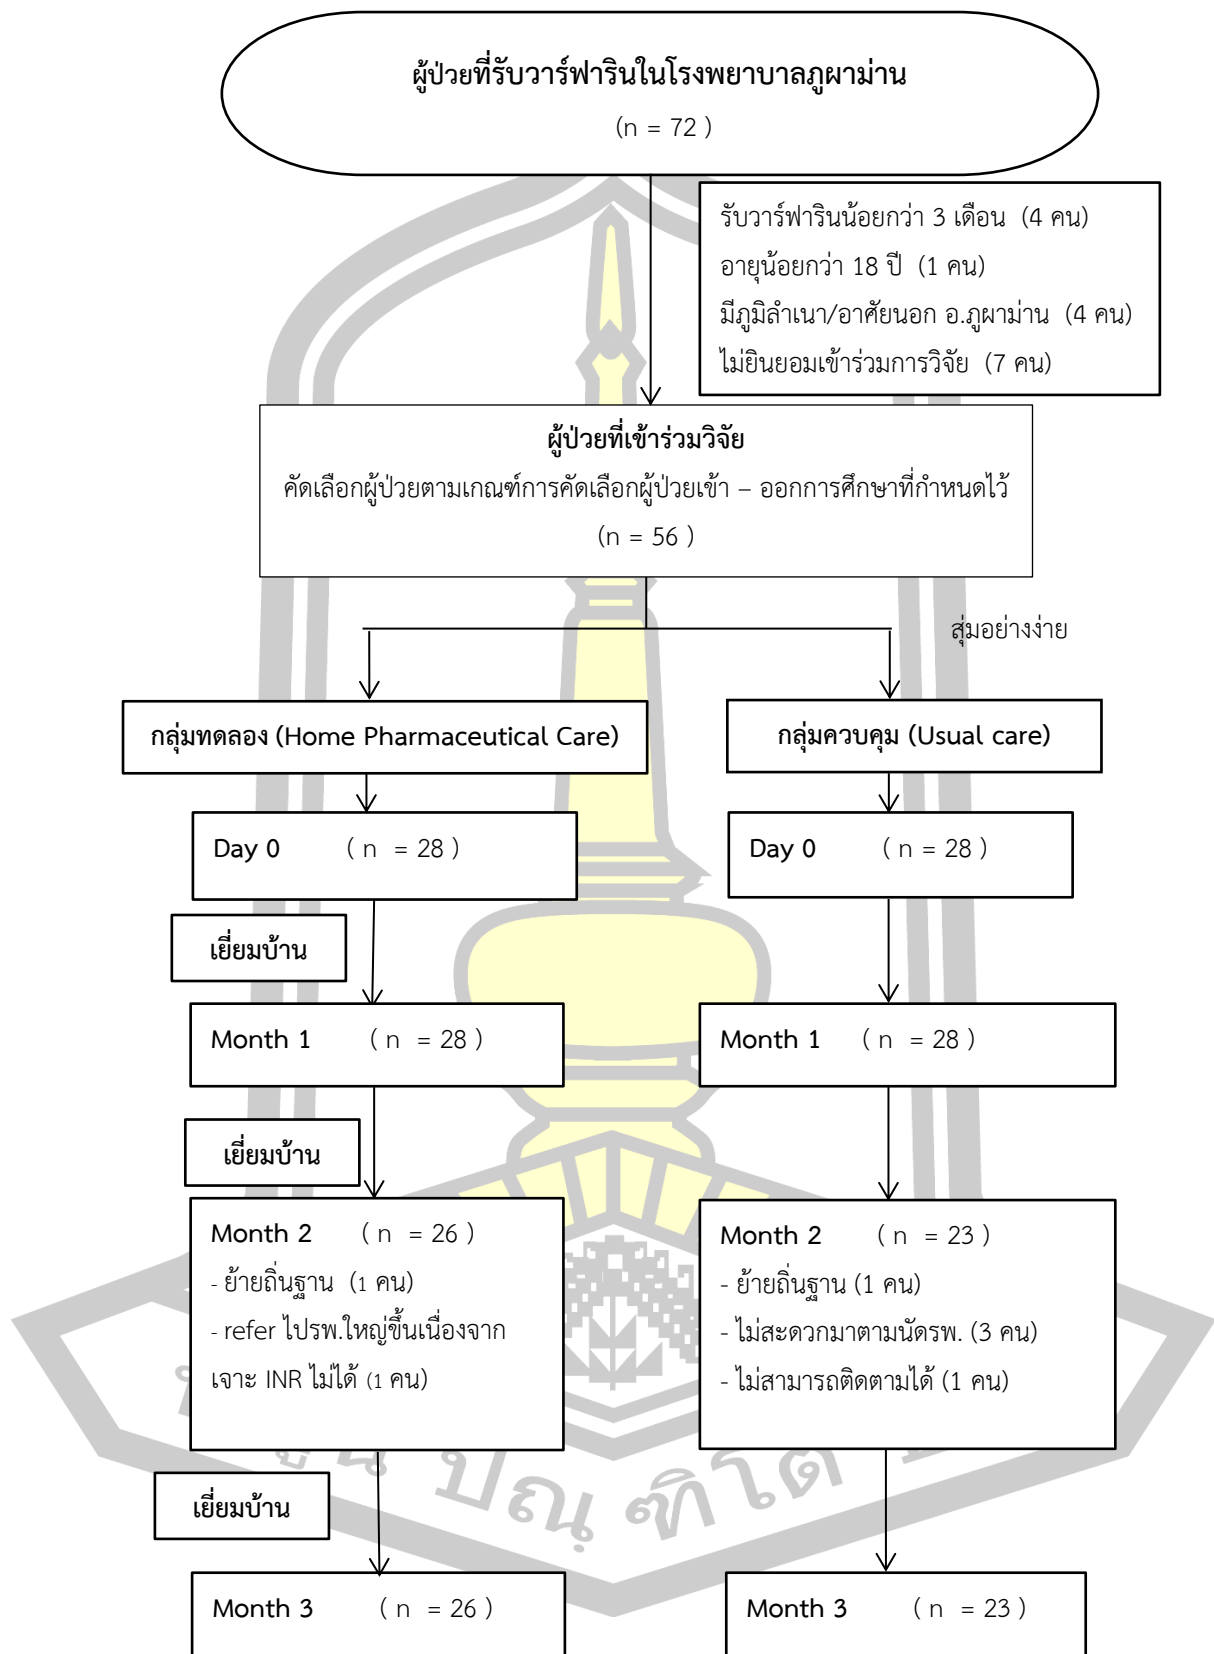 ผู้ป่วยที่รับวาร์ฟารินในโรงพยาบาลภูผาม่าน
(n = 72 )
รับวาร์ฟารินน้อยกว่า 3 เดือน (4 คน)
อายุน้อยกว่า 18 ปี (1 คน)
มีภูมิลำเนา/อาศัยนอก อ.ภูผาม่าน (4 คน)
ไม่ยินยอมเข้าร่วมการวิจัย (7 คน)
ผู้ป่วยที่เข้าร่วมวิจัย
คัดเลือกผู้ป่วยตามเกณฑ์การคัดเลือกผู้ป่วยเข้า – ออกการศึกษาที่กำหนดไว้
(n = 56 )
สุ่มอย่างง่าย
กลุ่มทดลอง (Home Pharmaceutical Care)
กลุ่มควบคุม (Usual care)
Day 0 ( n = 28 )
Day 0 ( n = 28 )
เยี่ยมบ้าน
Month 1 ( n = 28 )
Month 1 ( n = 28 )
เยี่ยมบ้าน
Month 2 ( n = 26 )
- ย้ายถิ่นฐาน (1 คน)
- refer ไปรพ.ใหญ่ขึ้นเนื่องจาก
เจาะ INR ไม่ได้ (1 คน)
Month 2 ( n = 23 )
- ย้ายถิ่นฐาน (1 คน)
- ไม่สะดวกมาตามนัดรพ. (3 คน)
- ไม่สามารถติดตามได้ (1 คน)
เยี่ยมบ้าน
Month 3 ( n = 26 )
Month 3 ( n = 23 )
ปณฺฑิโต